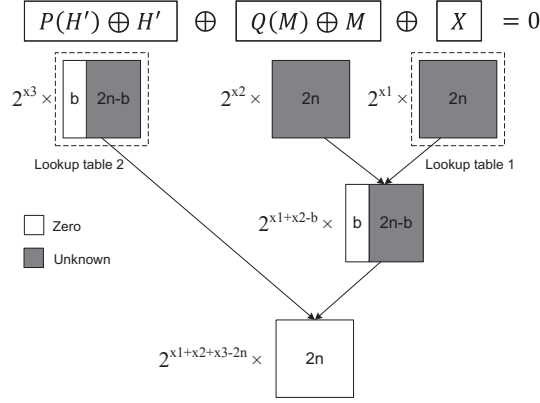 P(H′) ⊕ H′ ⊕ Q(M) ⊕ M ⊕ X = 0
2^{x3} × b 2n-b 2^{x2} × 2n 2^{x1} × 2n
Lookup table 2 Lookup table 1
2^{x1+x2-b} × b 2n-b
Zero
Unknown
2^{x1+x2+x3-2n} × 2n